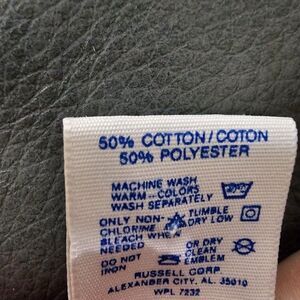 50% COTTON/COTON
50% POLYESTER
MACHINE WASH
WARM-COLORS
WASH SEPARATELY
ONLY NON- TUMBLE
CHLORINE DRY LOW
BLEACH WHEN
NEEDED OR DRY
DO NOT CLEAN
IRON EMBLEM
RUSSELL CORP.
ALEXANDER CITY, AL. 35010
WPL 7232